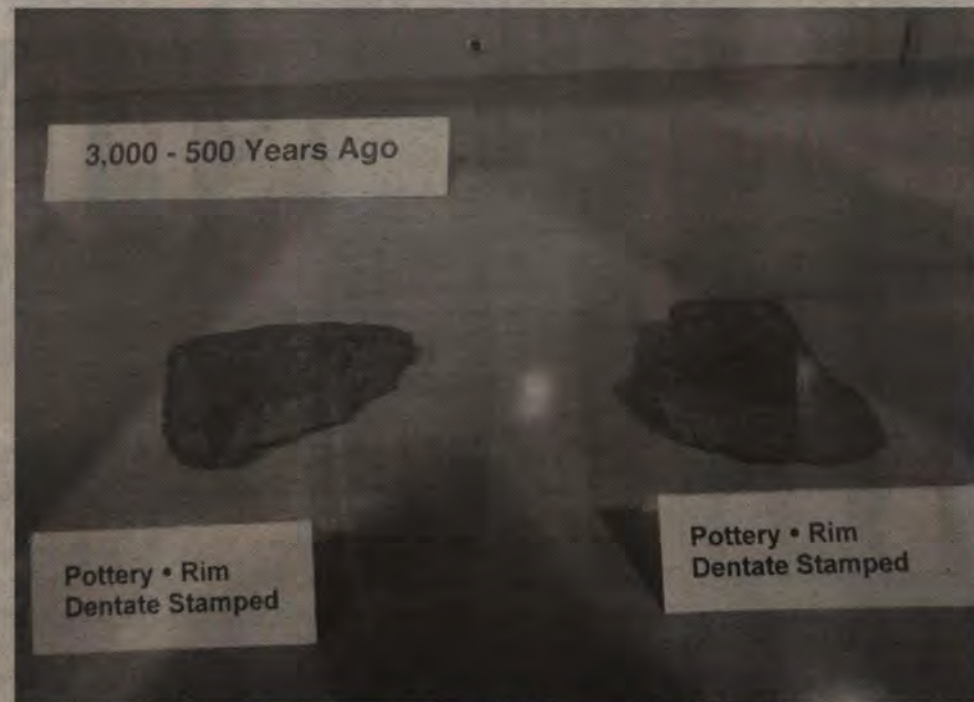 3,000 - 500 Years Ago
Pottery • Rim
Dentate Stamped
Pottery • Rim
Dentate Stamped